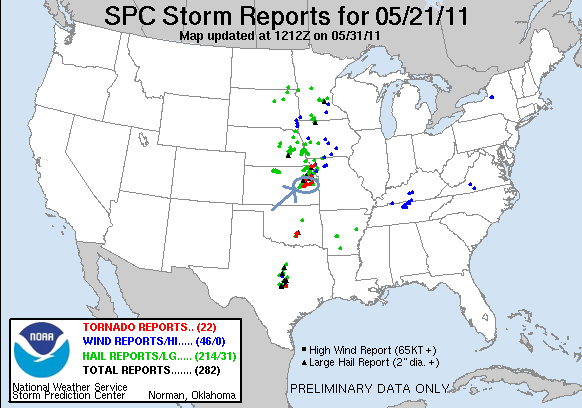 SPC Storm Reports for 05/21/11
Map updated at 1212Z on 05/31/11
TORNADO REPORTS.. (22)
WIND REPORTS/HI..... (46/0)
HAIL REPORTS/LG..... (214/31)
TOTAL REPORTS....... (282)
NOAA
National Weather Service
Storm Prediction Center Norman, Oklahoma
High Wind Report (65KT +)
Large Hail Report (2" dia. +)
PRELIMINARY DATA ONLY